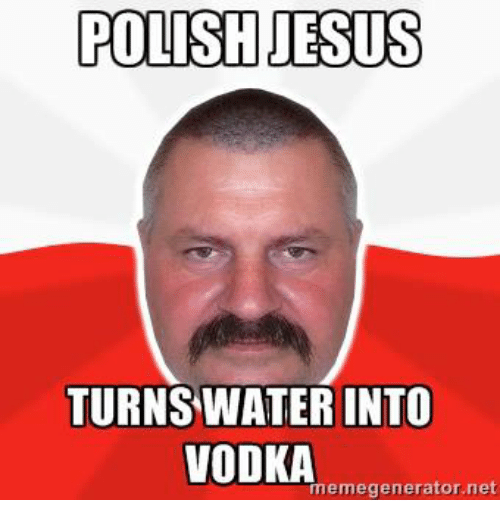 POLISH JESUS
TURNS WATER INTO
VODKA
memegenerator.net